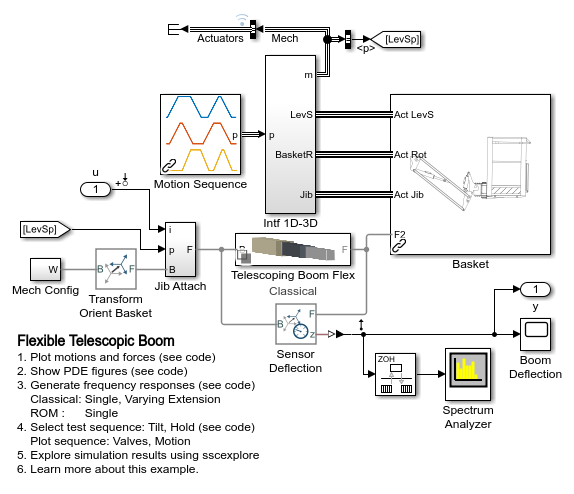 Actuators
Mech
[LevSp]
<p>
m
LevS
Act LevS
p
p
BasketR
Act Rot
Motion Sequence
Jib
Act Jib
u
1
Intf 1D-3D
[LevSp]
i
F2
p
F
F
Basket
W
B
F
B
Telescoping Boom Flex
Mech Config
Transform
Orient Basket
Jib Attach
Classical
1
y
F
B
z
Flexible Telescopic Boom
Sensor
Deflection
ZOH
Boom
Deflection
1. Plot motions and forces (see code)
2. Show PDE figures (see code)
3. Generate frequency responses (see code)
Classical: Single, Varying Extension
ROM : Single
Spectrum
Analyzer
4. Select test sequence: Tilt, Hold (see code)
Plot sequence: Valves, Motion
5. Explore simulation results using sscexplore
6. Learn more about this example.